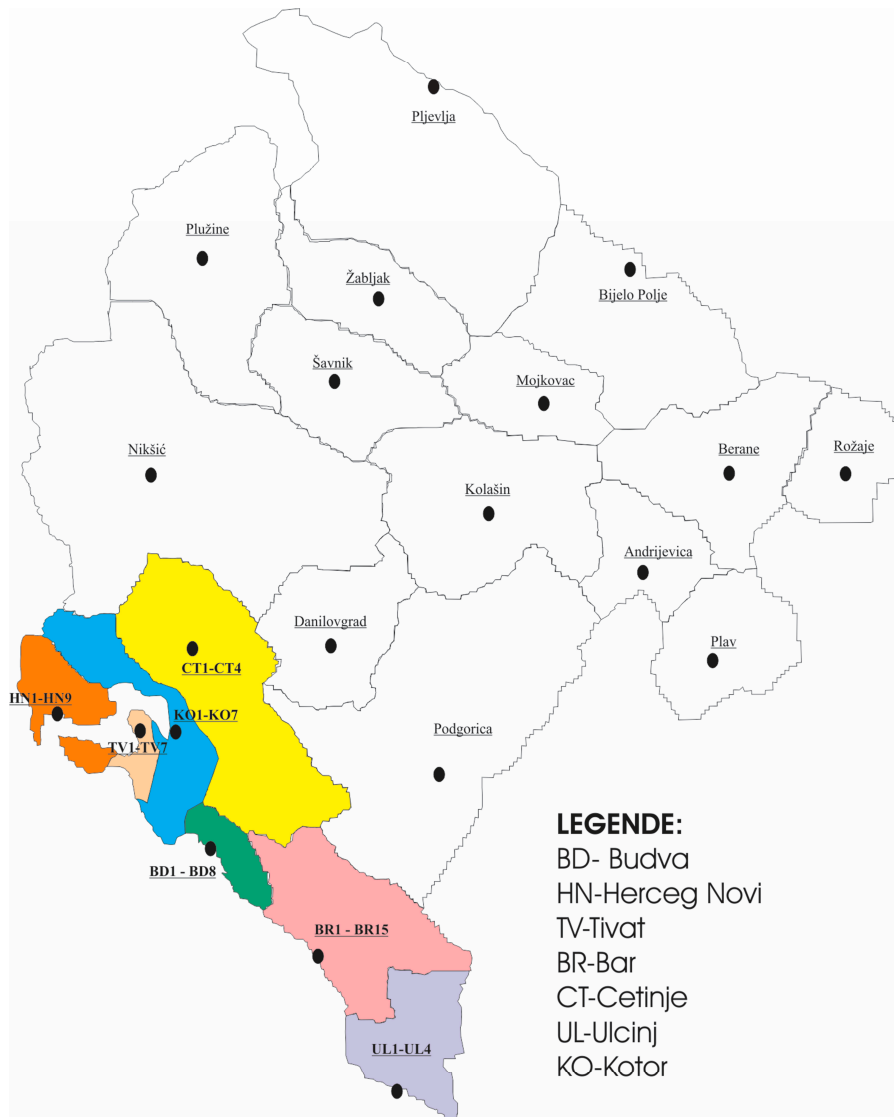 Pljevlja
Plužine
Žabljak
Bijelo Polje
Šavnik
Mojkovac
Nikšić
Berane
Rožaje
Kolašin
Andrijevica
Danilovgrad
Plav
CT1-CT4
HN1-HN9
KO1-KO7
Podgorica
TV1-TV7
BD1 - BD8
BR1 - BR15
UL1-UL4
LEGENDE:
BD- Budva
HN-Herceg Novi
TV-Tivat
BR-Bar
CT-Cetinje
UL-Ulcinj
KO-Kotor